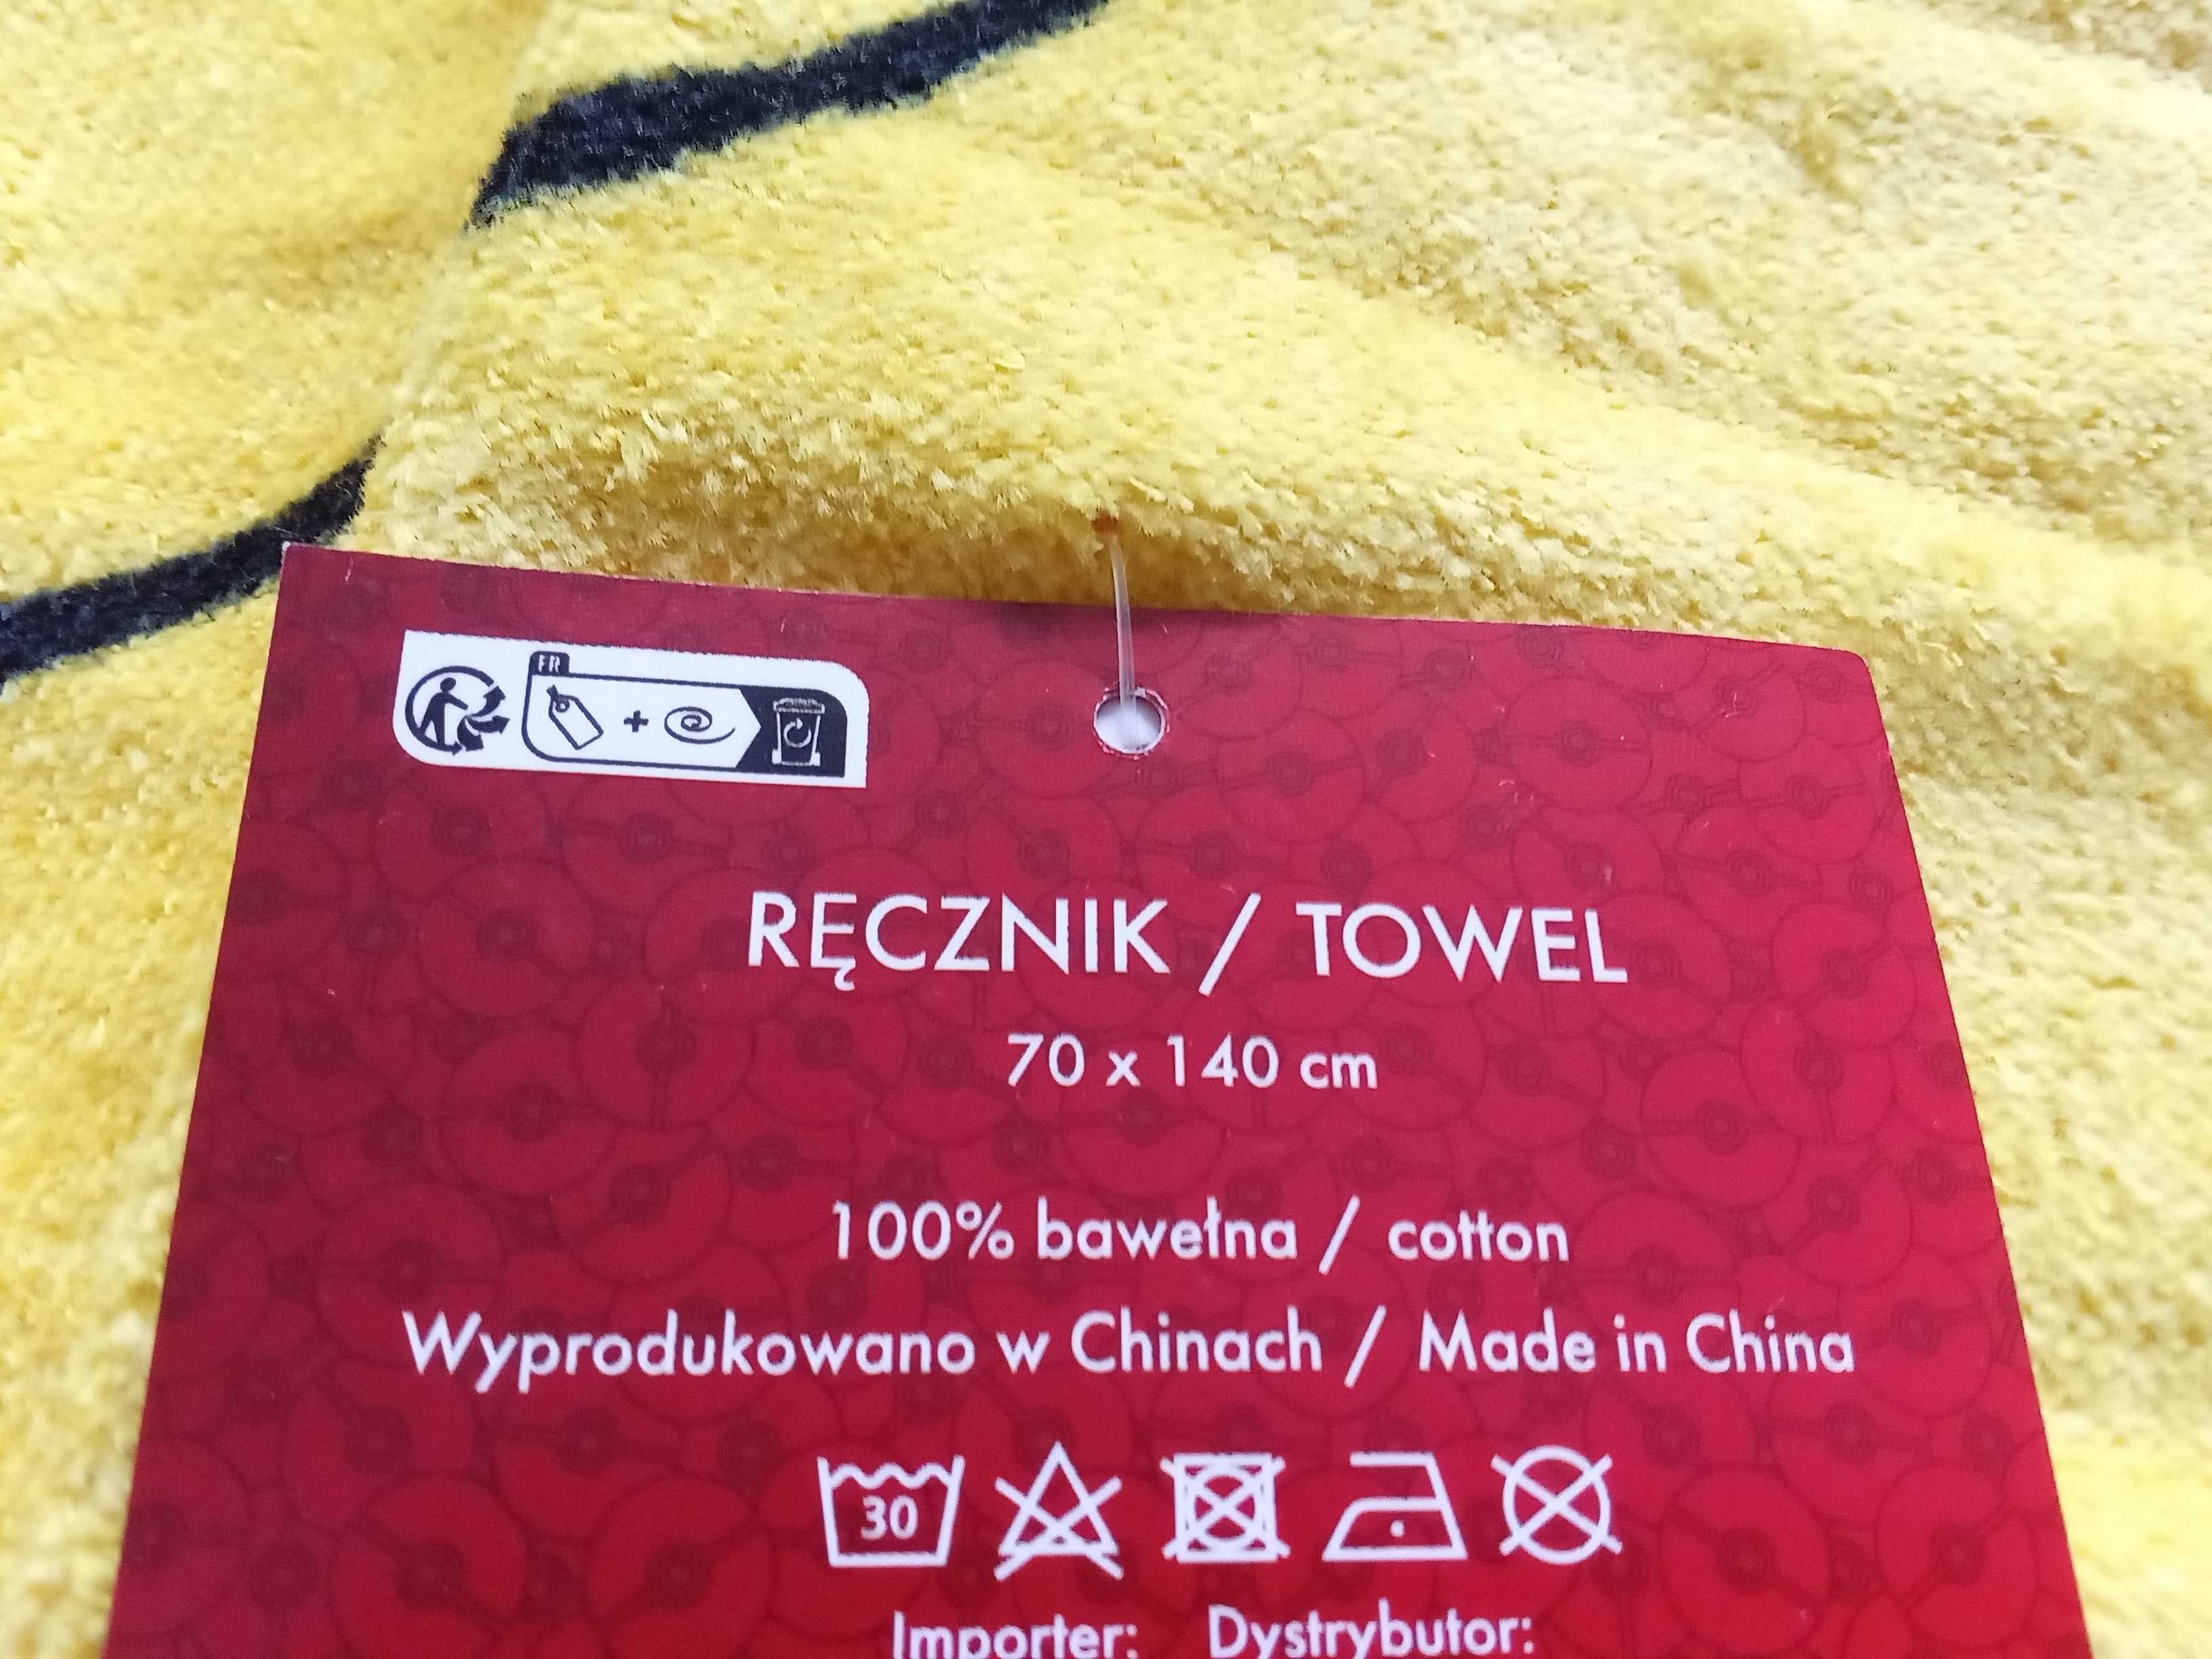 FR
RĘCZNIK / TOWEL
70 x 140 cm
100% bawełna / cotton
Wyprodukowano w Chinach / Made in China
30
Importer: Dystrybutor: